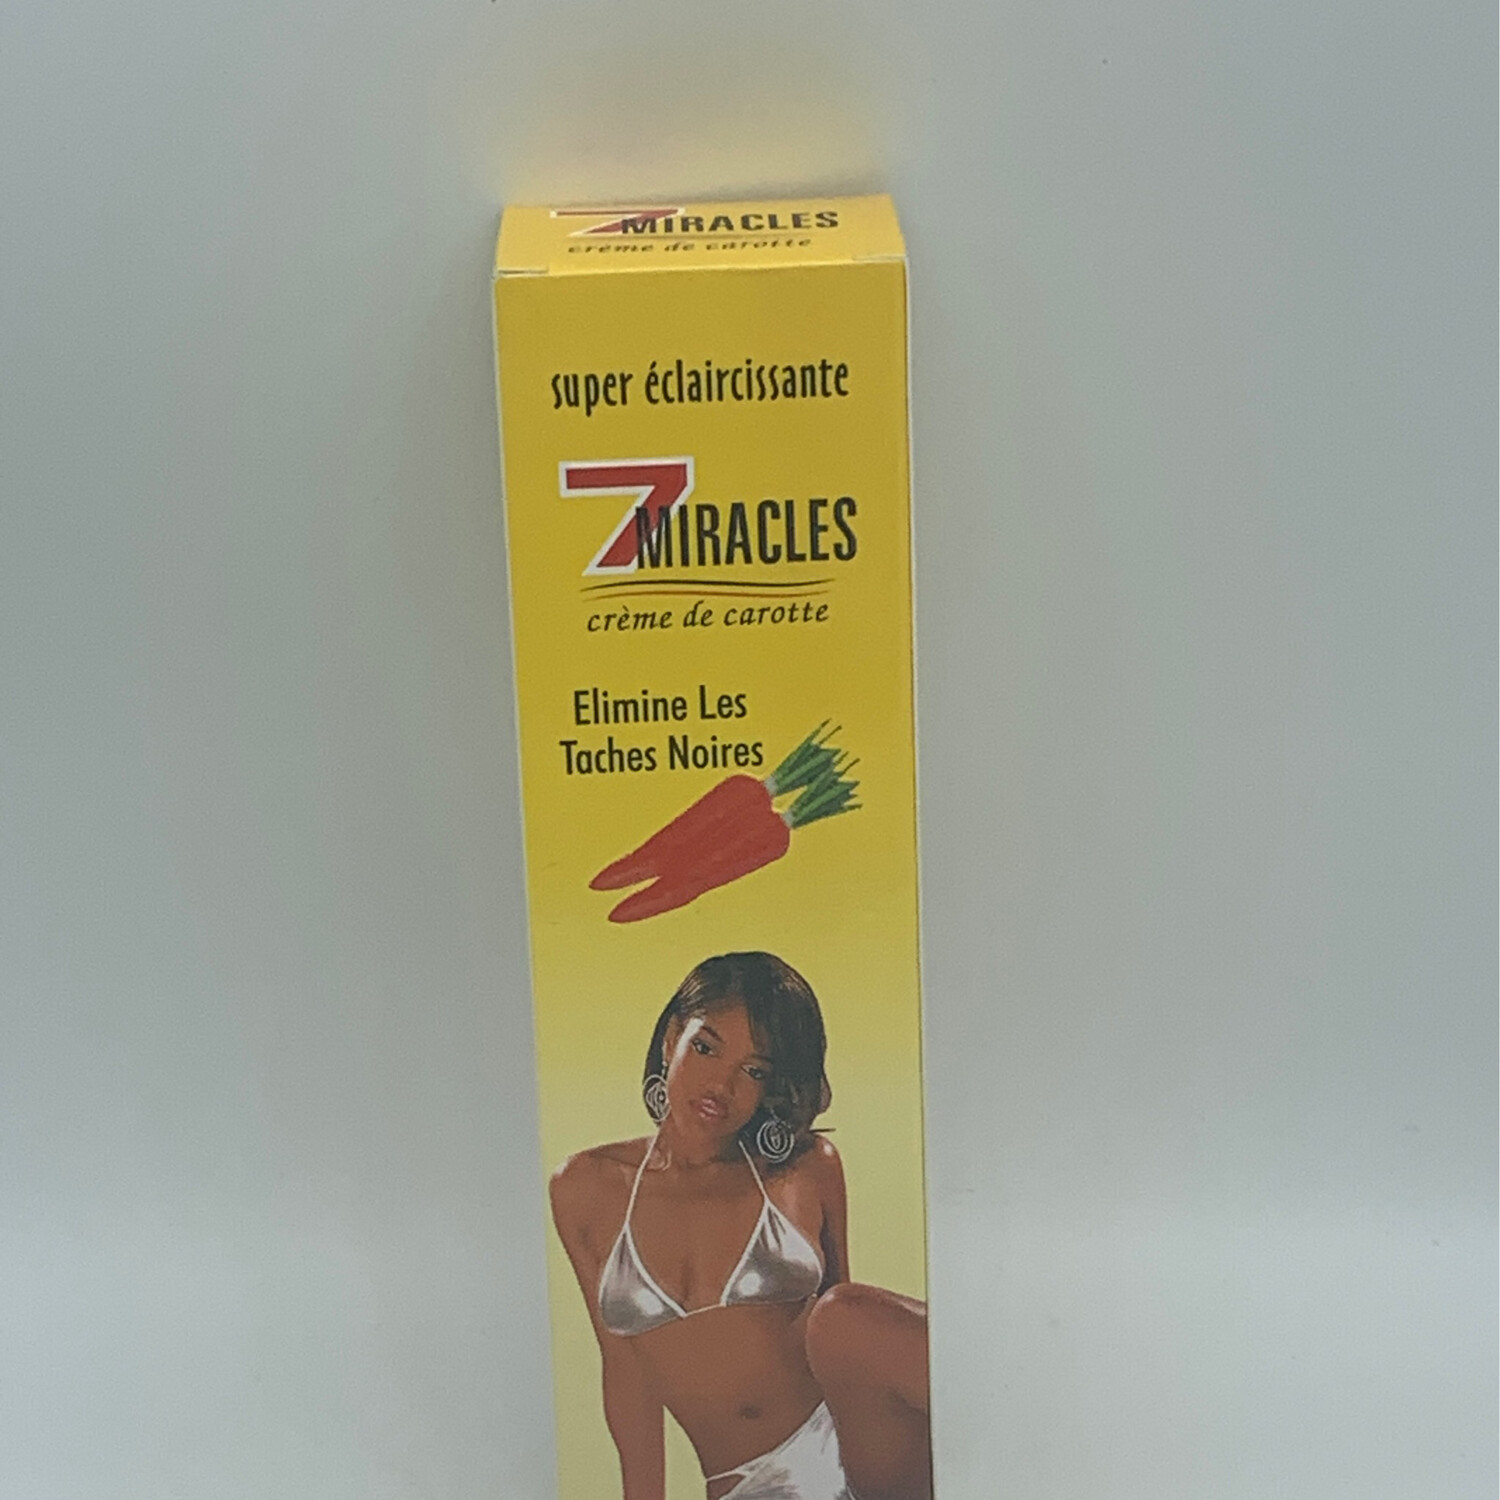 7 MIRACLES
crème de carotte
super éclaircissante
7 MIRACLES
crème de carotte
Elimine Les
Taches Noires